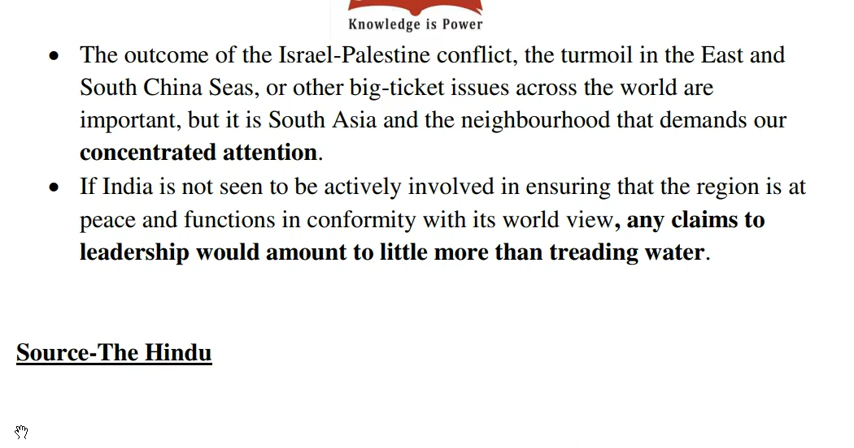 Knowledge is Power
• The outcome of the Israel-Palestine conflict, the turmoil in the East and
South China Seas, or other big-ticket issues across the world are
important, but it is South Asia and the neighbourhood that demands our
concentrated attention.
• If India is not seen to be actively involved in ensuring that the region is at
peace and functions in conformity with its world view, any claims to
leadership would amount to little more than treading water.
Source-The Hindu